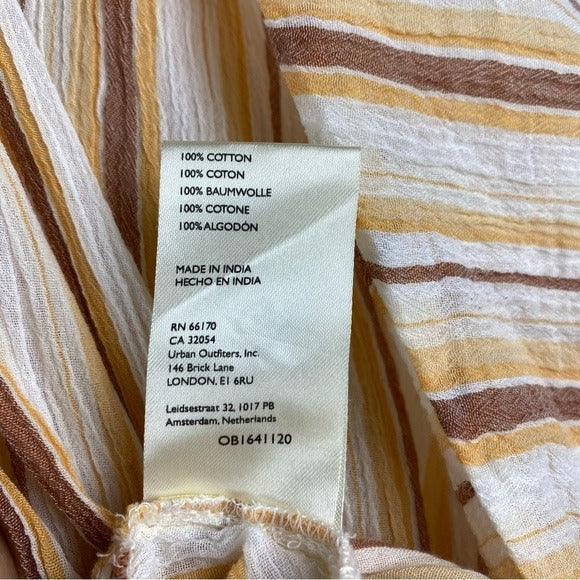 100% COTTON
100% COTON
100% BAUMWOLLE
100% COTONE
100%ALGODÓN
MADE IN INDIA
HECHO EN INDIA
RN 66170
CA 32054
Urban Outfiters, Inc.
146 Brick Lane
LONDON, E1 6RU
Leidsestraat 32, 1017 PB
Amsterdam, Netherlands
OB1641120